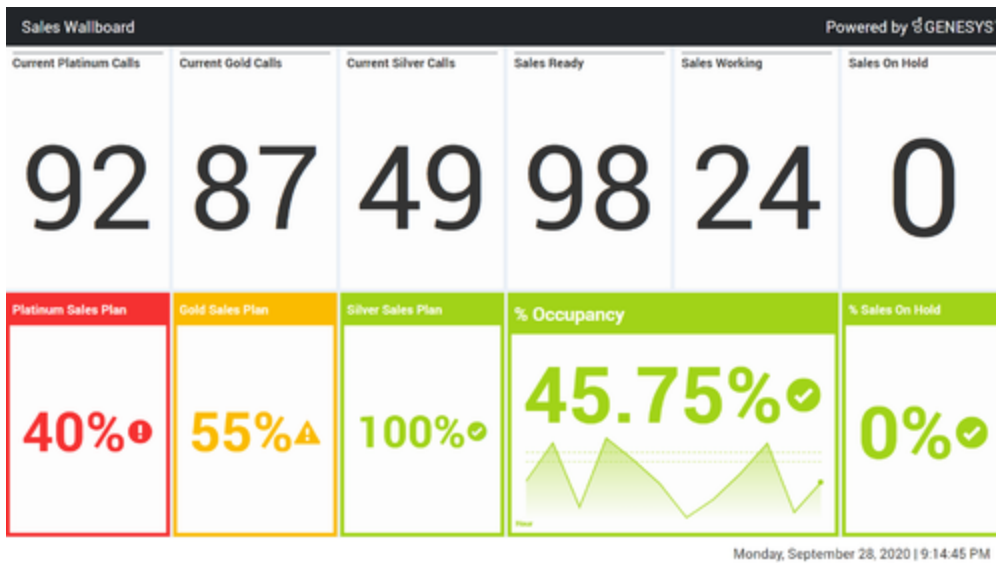 Sales Wallboard
Powered by GENESYS
Current Platinum Calls
Current Gold Calls
Current Silver Calls
Sales Ready
Sales Working
Sales On Hold
92
87
49
98
24
0
Platinum Sales Plan
Gold Sales Plan
Silver Sales Plan
% Occupancy
% Sales On Hold
40%
55%
100%
45.75%
0%
Hour
Monday, September 28, 2020 | 9:14:45 PM